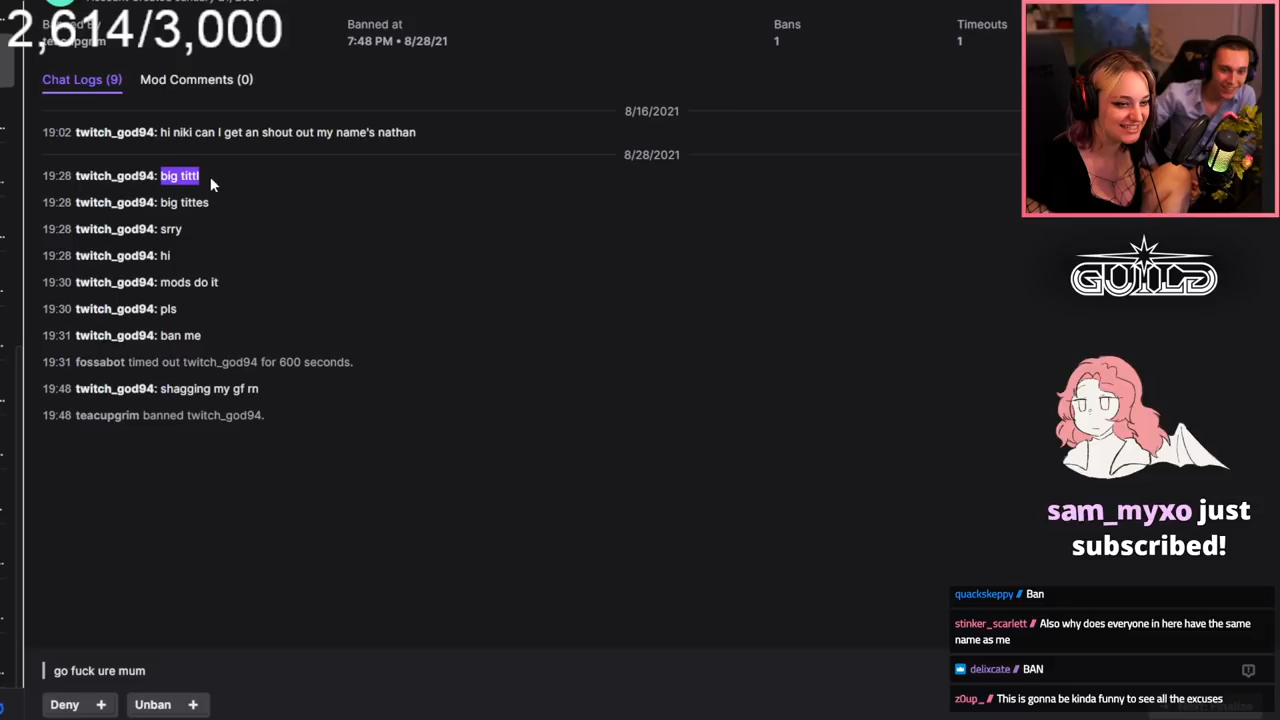 2,614/3,000
Banned at
Bans
Timeouts
teacupgrim
7:48 PM • 8/28/21
1
1
Chat Logs (9)
Mod Comments (0)
8/16/2021
19:02 twitch_god94: hi niki can I get an shout out my name's nathan
8/28/2021
19:28 twitch_god94: big tittl
19:28 twitch_god94: big tittes
19:28 twitch_god94: srry
19:28 twitch_god94: hi
19:30 twitch_god94: mods do it
19:30 twitch_god94: pls
19:31 twitch_god94: ban me
19:31 fossabot timed out twitch_god94 for 600 seconds.
19:48 twitch_god94: shagging my gf rn
19:48 teacupgrim banned twitch_god94.
go fuck ure mum
Deny +
Unban +
GUILD
sam_myxo just
subscribed!
quackskeppy // Ban
stinker_scarlett // Also why does everyone in here have the same
name as me
delixcate // BAN
z0up_ // This is gonna be kinda funny to see all the excuses